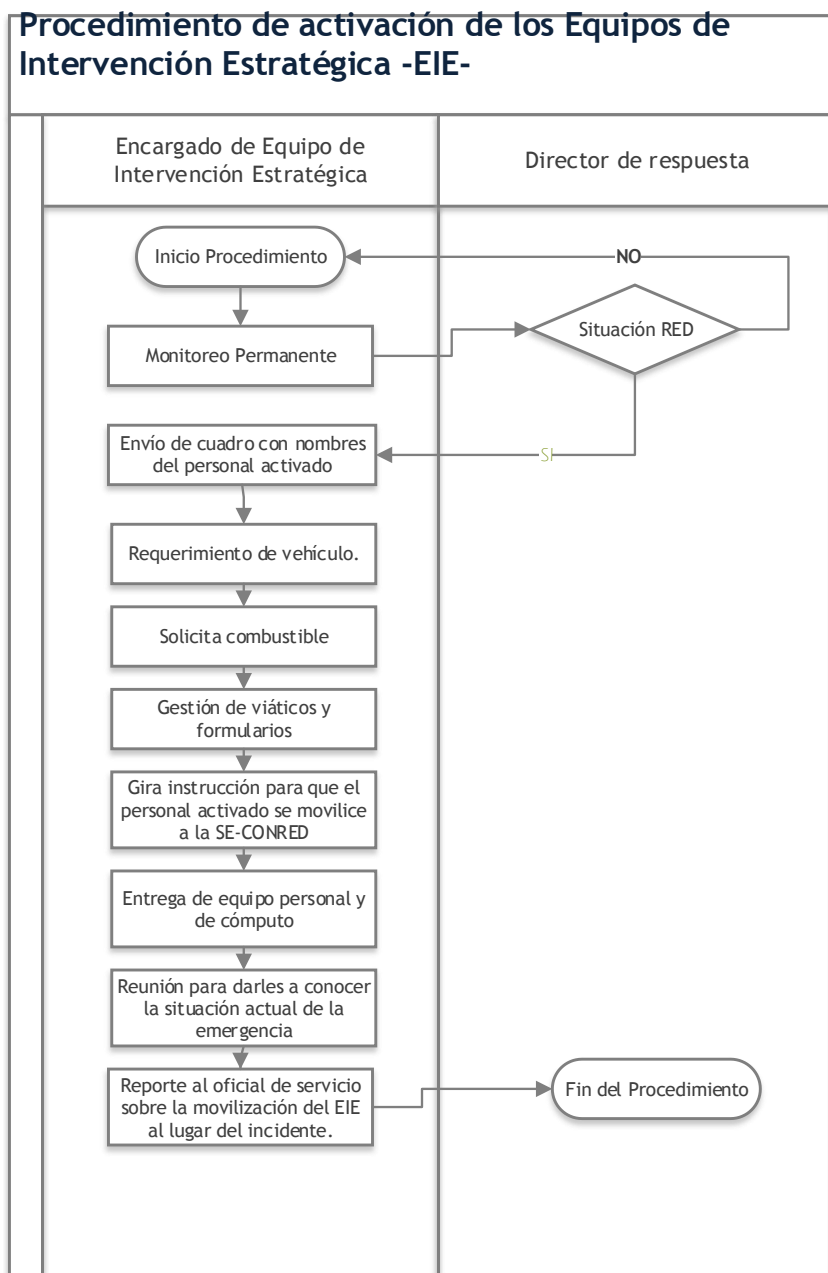 Procedimiento de activación de los Equipos de
Intervención Estratégica -EIE-
Encargado de Equipo de
Intervención Estratégica
Director de respuesta
Inicio Procedimiento
NO
Situación RED
Monitoreo Permanente
Envío de cuadro con nombres
del personal activado
SI
Requerimiento de vehículo.
Solicita combustible
Gestión de viáticos y
formularios
Gira instrucción para que el
personal activado se movilice
a la SE-CONRED
Entrega de equipo personal y
de cómputo
Reunión para darles a conocer
la situación actual de la
emergencia
Reporte al oficial de servicio
sobre la movilización del EIE
al lugar del incidente.
Fin del Procedimiento